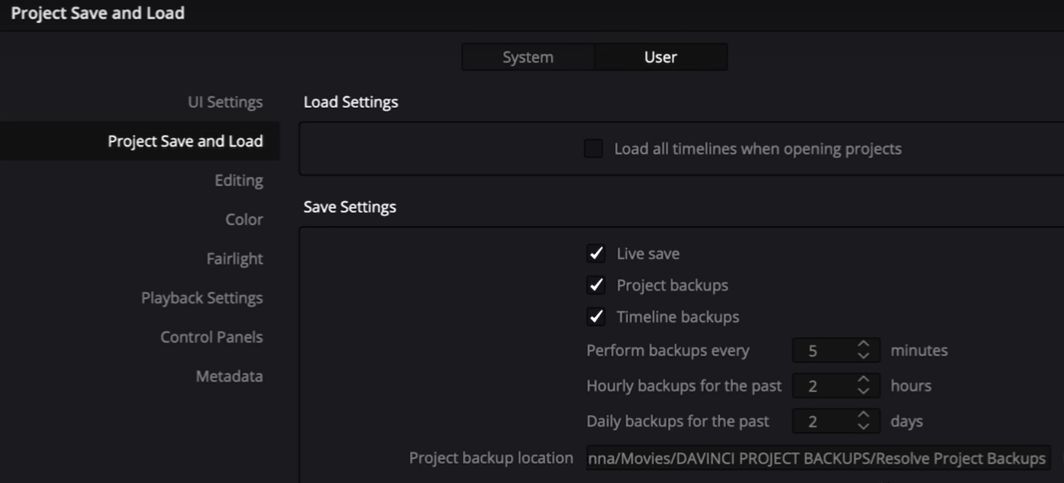 Project Save and Load
System User
UI Settings
Load Settings
Project Save and Load
Load all timelines when opening projects
Editing
Save Settings
Color
Live save
Fairlight
Project backups
Playback Settings
Timeline backups
Control Panels
Perform backups every 5 minutes
Metadata
Hourly backups for the past 2 hours
Daily backups for the past 2 days
Project backup location nna/Movies/DAVINCI PROJECT BACKUPS/Resolve Project Backups